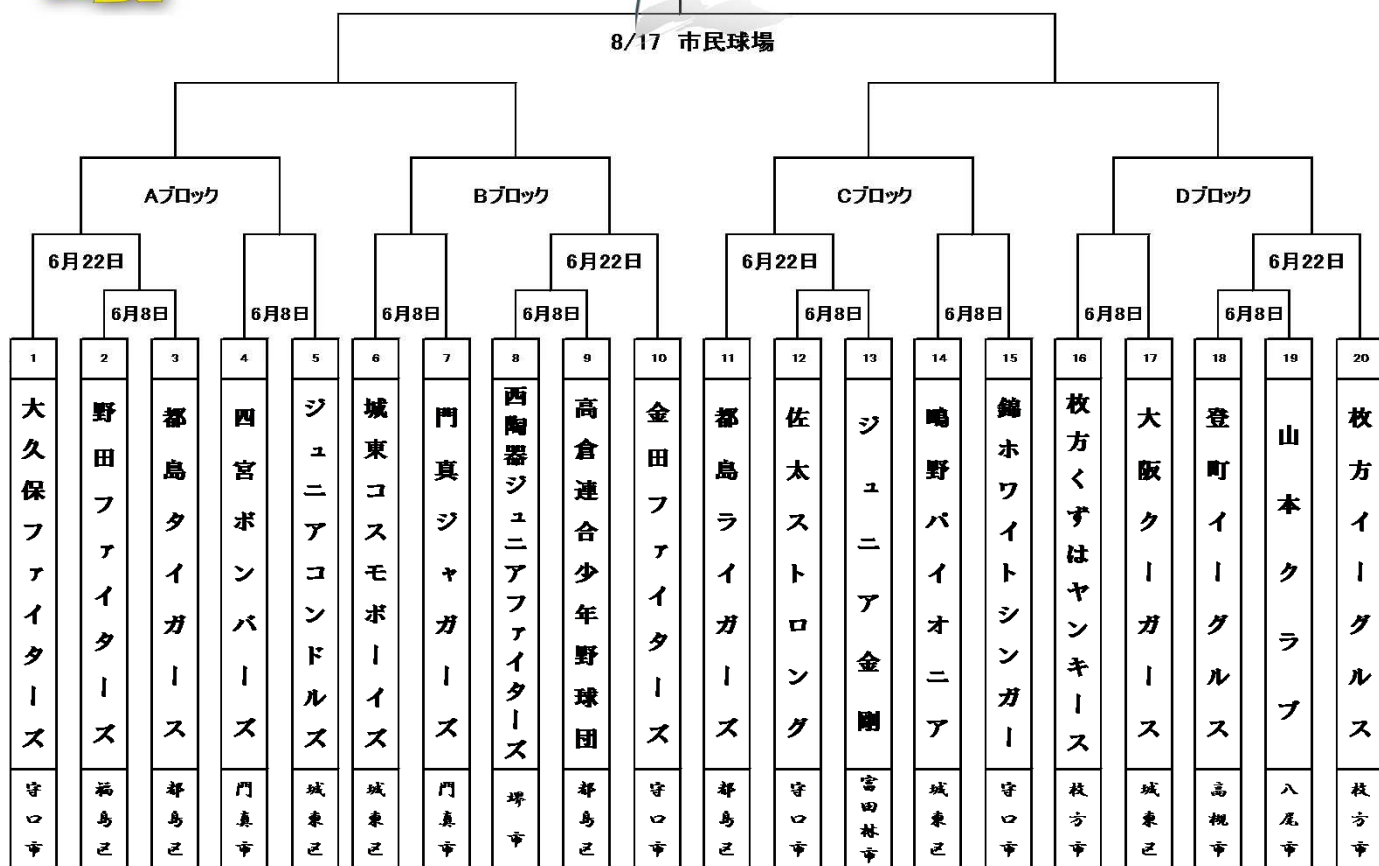 8/17 市民球場
Aブロック
Bブロック
Cブロック
Dブロック
6月22日
6月22日
6月22日
6月22日
6月8日
6月8日
6月8日
6月8日
6月8日
6月8日
6月8日
6月8日
1
2
3
4
5
6
7
8
9
10
11
12
13
14
15
16
17
18
19
20
大久保ファイターズ
野田ファイターズ
都島タイガース
四宮ボンバーズ
ジュニアコンドルズ
城東コスモボーイズ
門真ジャガーズ
西陶器ジュニアファイターズ
高倉連合少年野球団
金田ファイターズ
都島ライガーズ
佐太ストロング
ジュニア金剛
鴫野パイオニア
錦ホワイトシンガー
枚方くずはヤンキース
大阪クーガース
登町イーグルス
山本クラブ
枚方イーグルス
守口市
福島区
都島区
門真市
城東区
城東区
門真市
堺市
都島区
守口市
都島区
守口市
富田林市
城東区
守口市
枚方市
城東区
高槻市
八尾市
枚方市